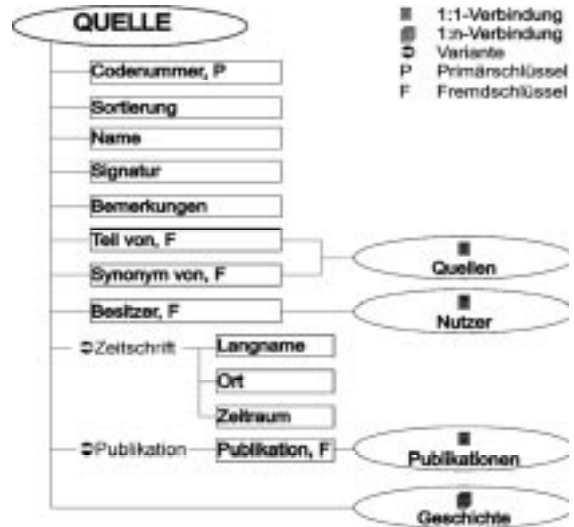 QUELLE
1:1-Verbindung
1:n-Verbindung
Variante
P Primärschlüssel
F Fremdschlüssel
Codenummer, P
Sortierung
Name
Signatur
Bemerkungen
Teil von, F
Synonym von, F
Quellen
Besitzer, F
Nutzer
Zeitschrift
Langname
Ort
Zeitraum
Publikation
Publikation, F
Publikationen
Geschichte